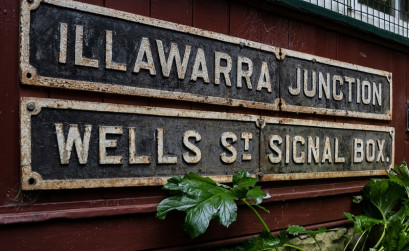 ILLAWARRA JUNCTION
WELLS ST. SIGNAL BOX.